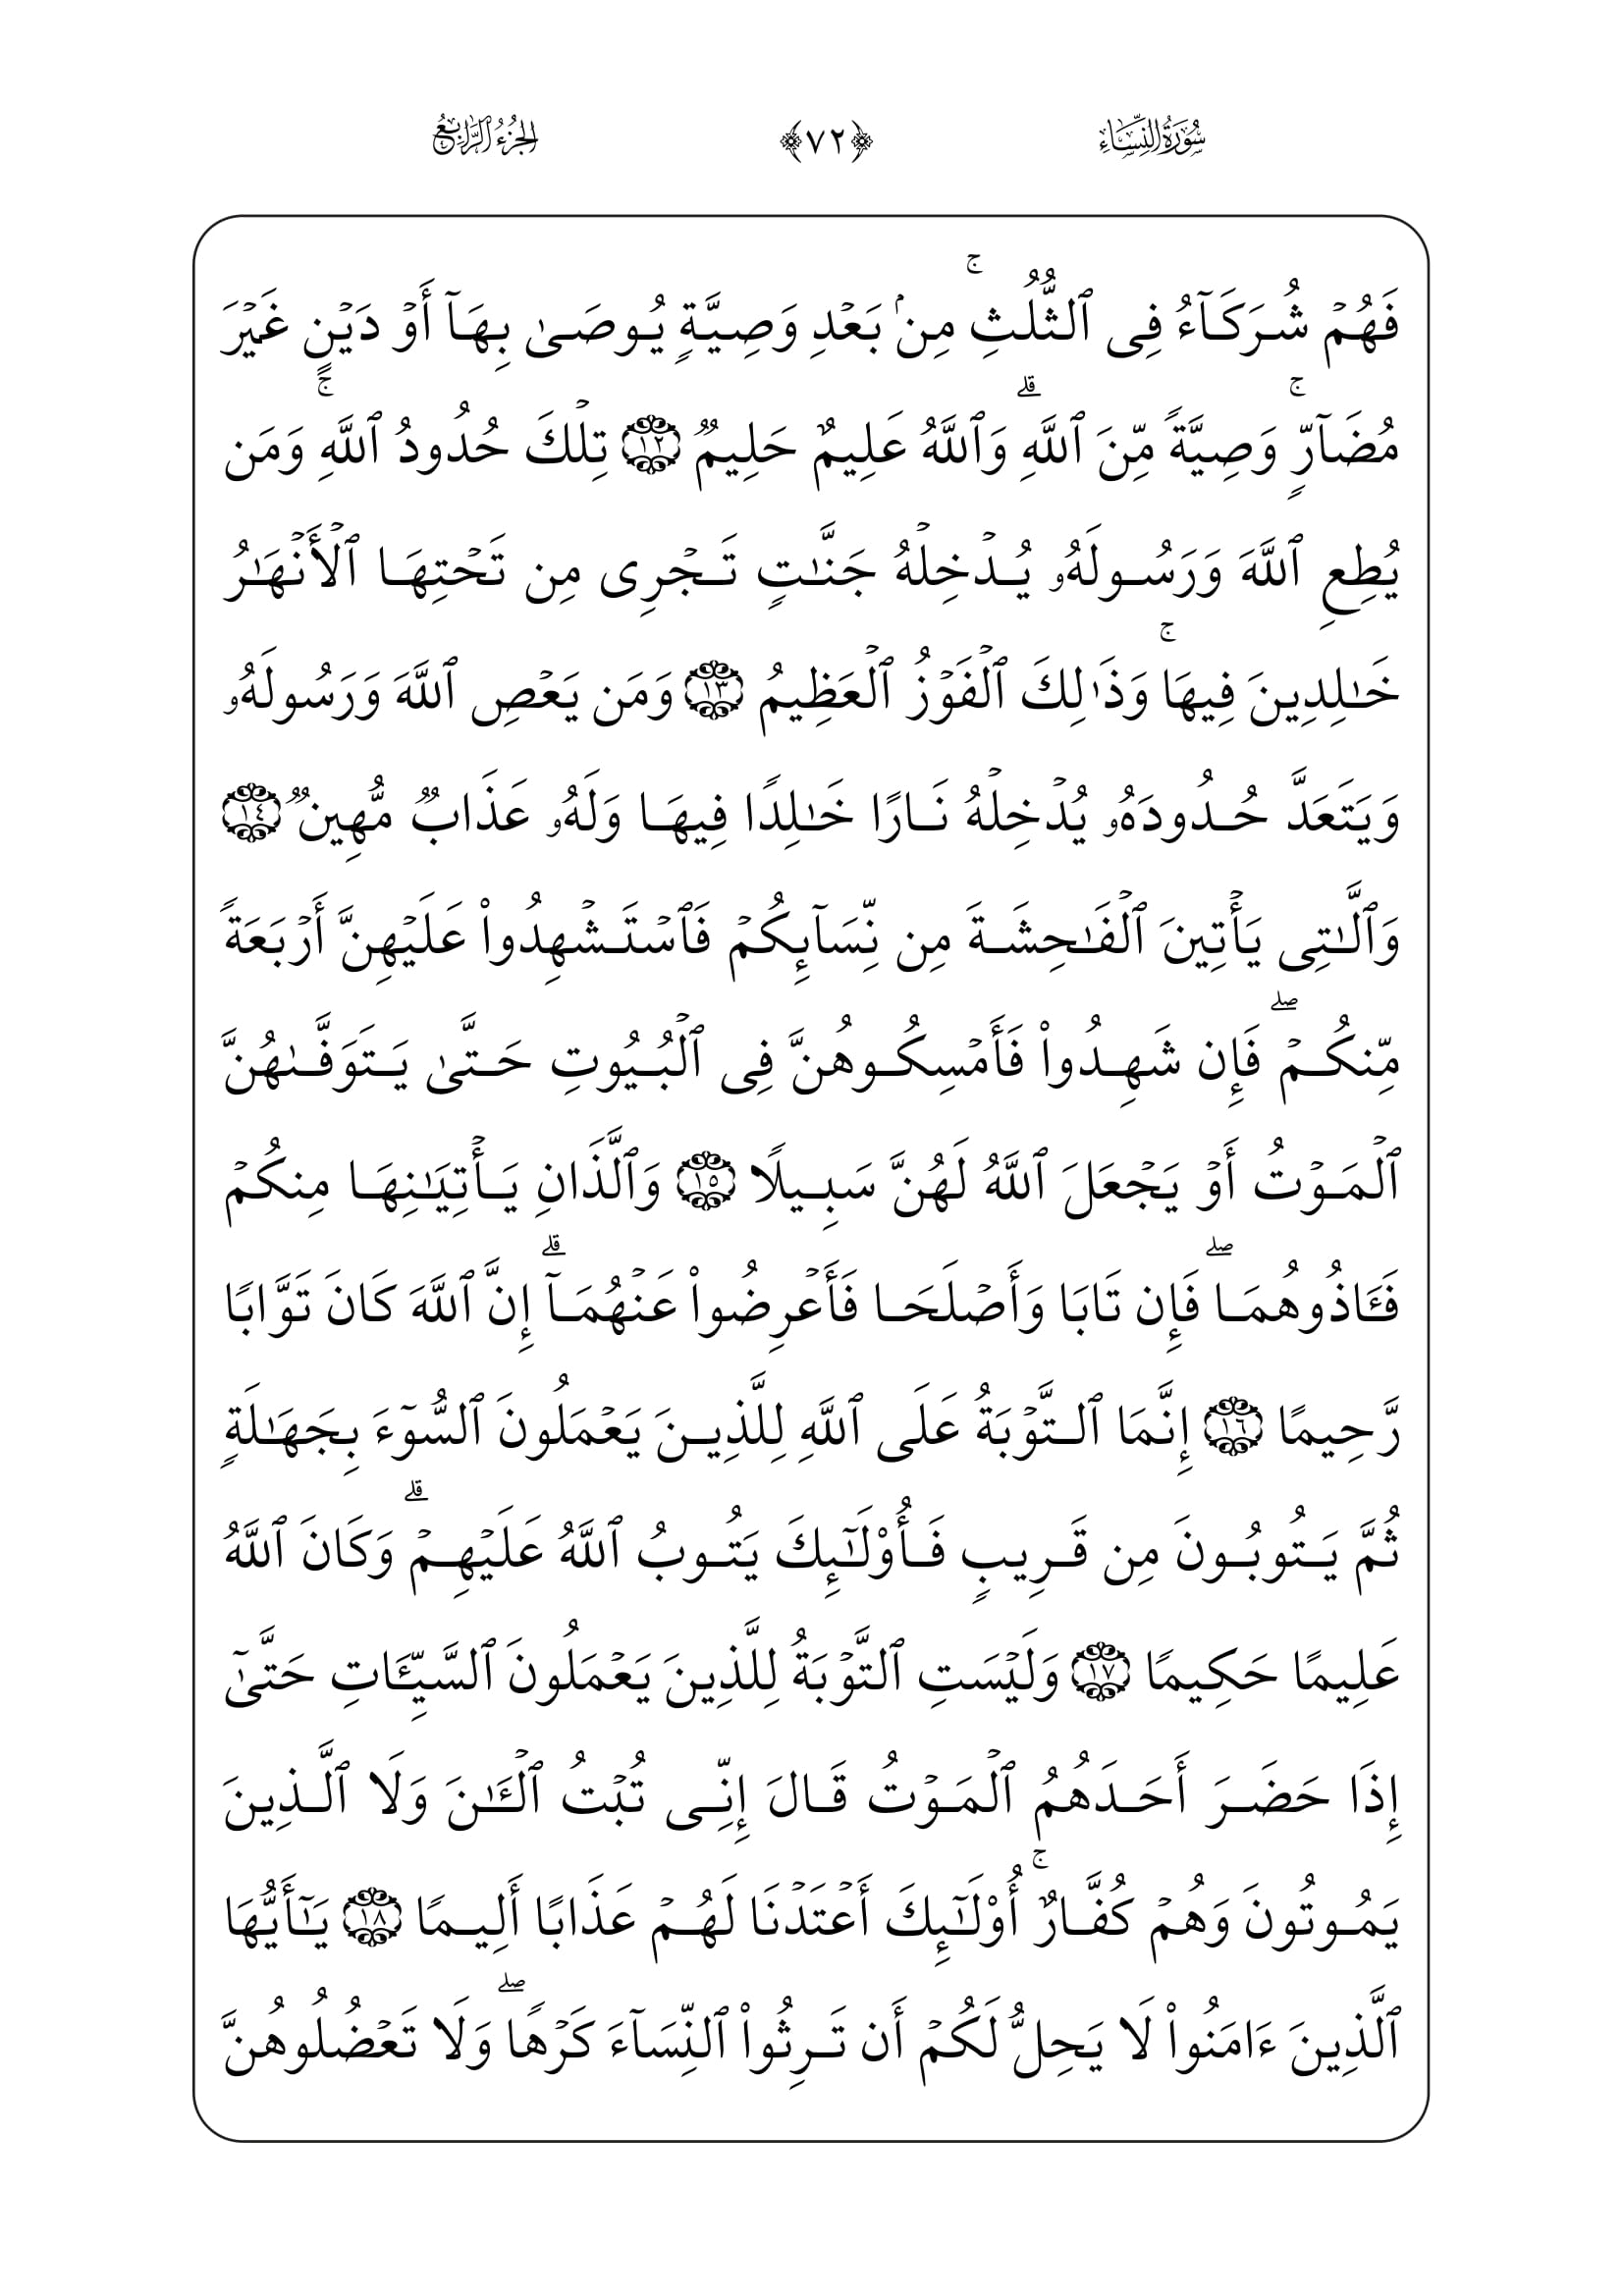 سُورَةُ النِّسَاءِ ﴿٧٢﴾ الجُزْءُ الرَّابِعُ
فَهُمۡ شُرَكَآءُ فِى ٱلثُّلُثِۚ مِنۢ بَعۡدِ وَصِيَّةٍ يُوصَىٰ بِهَآ أَوۡ دَيۡنٍ غَيۡرَ
مُضَآرٍّۚ وَصِيَّةً مِّنَ ٱللَّهِۗ وَٱللَّهُ عَلِيمٌ حَلِيمٌ ١٢ تِلۡكَ حُدُودُ ٱللَّهِۚ وَمَن
يُطِعِ ٱللَّهَ وَرَسُولَهُۥ يُدۡخِلۡهُ جَنَّٰتٍ تَجۡرِى مِن تَحۡتِهَا ٱلۡأَنۡهَٰرُ
خَٰلِدِينَ فِيهَاۚ وَذَٰلِكَ ٱلۡفَوۡزُ ٱلۡعَظِيمُ ١٣ وَمَن يَعۡصِ ٱللَّهَ وَرَسُولَهُۥ
وَيَتَعَدَّ حُدُودَهُۥ يُدۡخِلۡهُ نَارًا خَٰلِدًا فِيهَا وَلَهُۥ عَذَابٌ مُّهِينٌ ١٤
وَٱلَّٰتِى يَأۡتِينَ ٱلۡفَٰحِشَةَ مِن نِّسَآئِكُمۡ فَٱسۡتَشۡهِدُوا۟ عَلَيۡهِنَّ أَرۡبَعَةً
مِّنكُمۡۖ فَإِن شَهِدُوا۟ فَأَمۡسِكُوهُنَّ فِى ٱلۡبُيُوتِ حَتَّىٰ يَتَوَفَّىٰهُنَّ
ٱلۡمَوۡتُ أَوۡ يَجۡعَلَ ٱللَّهُ لَهُنَّ سَبِيلًا ١٥ وَٱلَّذَانِ يَأۡتِيَٰنِهَا مِنكُمۡ
فَـَٔاذُوهُمَاۖ فَإِن تَابَا وَأَصۡلَحَا فَأَعۡرِضُوا۟ عَنۡهُمَآۗ إِنَّ ٱللَّهَ كَانَ تَوَّابًا
رَّحِيمًا ١٦ إِنَّمَا ٱلتَّوۡبَةُ عَلَى ٱللَّهِ لِلَّذِينَ يَعۡمَلُونَ ٱلسُّوٓءَ بِجَهَٰلَةٍ
ثُمَّ يَتُوبُونَ مِن قَرِيبٍ فَأُو۟لَٰٓئِكَ يَتُوبُ ٱللَّهُ عَلَيۡهِمۡۗ وَكَانَ ٱللَّهُ
عَلِيمًا حَكِيمًا ١٧ وَلَيۡسَتِ ٱلتَّوۡبَةُ لِلَّذِينَ يَعۡمَلُونَ ٱلسَّيِّـَٔاتِ حَتَّىٰٓ
إِذَا حَضَرَ أَحَدَهُمُ ٱلۡمَوۡتُ قَالَ إِنِّى تُبۡتُ ٱلۡـَٰٔنَ وَلَا ٱلَّذِينَ
يَمُوتُونَ وَهُمۡ كُفَّارٌۚ أُو۟لَٰٓئِكَ أَعۡتَدۡنَا لَهُمۡ عَذَابًا أَلِيمًا ١٨ يَٰٓأَيُّهَا
ٱلَّذِينَ ءَامَنُوا۟ لَا يَحِلُّ لَكُمۡ أَن تَرِثُوا۟ ٱلنِّسَآءَ كَرۡهًاۖ وَلَا تَعۡضُلُوهُنَّ